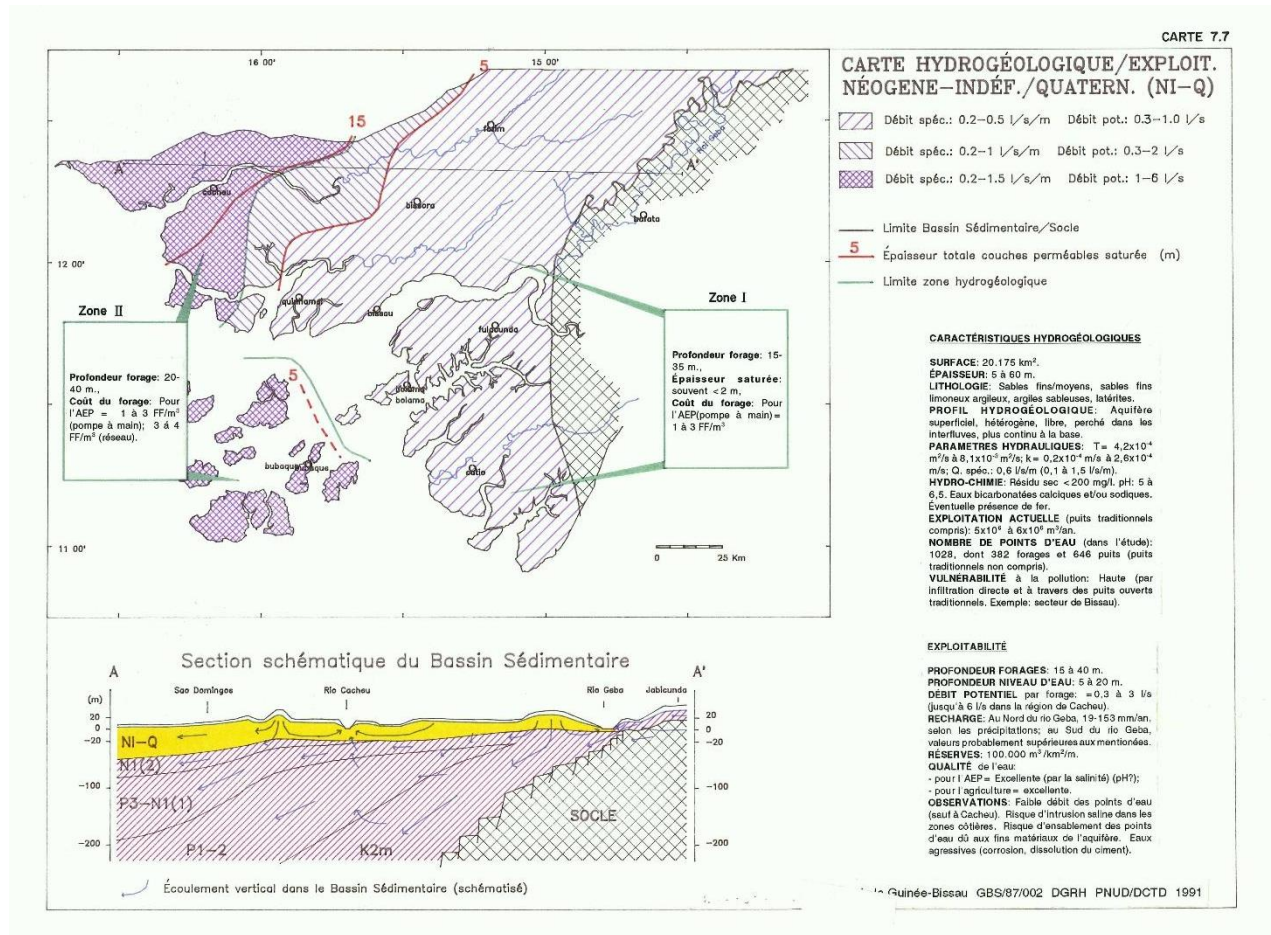 CARTE 7.7
CARTE HYDROGÉOLOGIQUE/EXPLOIT.
NÉOGENE-INDÉF./QUATERN. (NI-Q)
Débit spéc.: 0.2-0.5 l/s/m Débit pot.: 0.3-1.0 l/s
Débit spéc.: 0.2-1 l/s/m Débit pot.: 0.3-2 l/s
Débit spéc.: 0.2-1.5 l/s/m Débit pot.: 1-6 l/s
Limite Bassin Sédimentaire/Socle
5 Épaisseur totale couches perméables saturée (m)
Limite zone hydrogéologique
16 00'
15 00'
12 00'
11 00'
5
15
5
A
A'
farim
cacheu
bissora
bafata
Rio Geba
quinhamel
bissau
fulacunda
bolama
bubaque
catio
0 25 Km
Zone II
Profondeur forage: 20-
40 m.,
Coût du forage: Pour
l'AEP = 1 à 3 FF/m³
(pompe à main); 3 á 4
FF/m³ (réseau).
Zone I
Profondeur forage: 15-
35 m.,
Épaisseur saturée:
souvent <2 m,
Coût du forage: Pour
l'AEP(pompe à main)=
1 à 3 FF/m³
CARACTÉRISTIQUES HYDROGÉOLOGIQUES
SURFACE: 20.175 km².
ÉPAISSEUR: 5 à 60 m.
LITHOLOGIE: Sables fins/moyens, sables fins
limoneux argileux, argiles sableuses, latérites.
PROFIL HYDROGÉOLOGIQUE: Aquifère
superficiel, hétérogène, libre, perché dans les
interfluves, plus continu à la base.
PARAMETRES HYDRAULIQUES: T= 4,2x10⁻⁴
m²/s à 8,1x10⁻³ m²/s; k= 0,2x10⁻⁴ m/s à 2,6x10⁻⁴
m/s; Q. spéc.: 0,6 l/s/m (0,1 à 1,5 l/s/m).
HYDRO-CHIMIE: Résidu sec <200 mg/l. pH: 5 à
6,5. Eaux bicarbonatées calciques et/ou sodiques.
Éventuelle présence de fer.
EXPLOITATION ACTUELLE (puits traditionnels
compris): 5x10⁶ à 6x10⁶ m³/an.
NOMBRE DE POINTS D'EAU (dans l'étude):
1028, dont 382 forages et 646 puits (puits
traditionnels non compris).
VULNÉRABILITÉ à la pollution: Haute (par
infiltration directe et à travers des puits ouverts
traditionnels. Exemple: secteur de Bissau).
EXPLOITABILITÉ
PROFONDEUR FORAGES: 15 à 40 m.
PROFONDEUR NIVEAU D'EAU: 5 à 20 m.
DÉBIT POTENTIEL par forage: =0,3 à 3 l/s
(jusqu'à 6 l/s dans la région de Cacheu).
RECHARGE: Au Nord du rio Geba, 19-153 mm/an,
selon les précipitations; au Sud du rio Geba,
valeurs probablement supérieures aux mentionées.
RÉSERVES: 100.000 m³/km²/m.
QUALITÉ de l'eau:
- pour l'AEP= Excellente (par la salinité) (pH?);
- pour l'agriculture= excellente.
OBSERVATIONS: Faible débit des points d'eau
(sauf à Cacheu). Risque d'intrusion saline dans les
zones côtières. Risque d'ensablement des points
d'eau dû aux fins matériaux de l'aquifère. Eaux
agressives (corrosion, dissolution du ciment).
Section schématique du Bassin Sédimentaire
A
A'
Sao Domingos
Rio Cacheu
Rio Geba
Jabicunda
(m)
20
0
-20
-100
-200
20
0
-20
-100
-200
NI-Q
N1(2)
P3-N1(1)
P1-2
K2m
SOCLE
Écoulement vertical dans le Bassin Sédimentaire (schématisé)
Guinée-Bissau GBS/87/002 DGRH PNUD/DCTD 1991